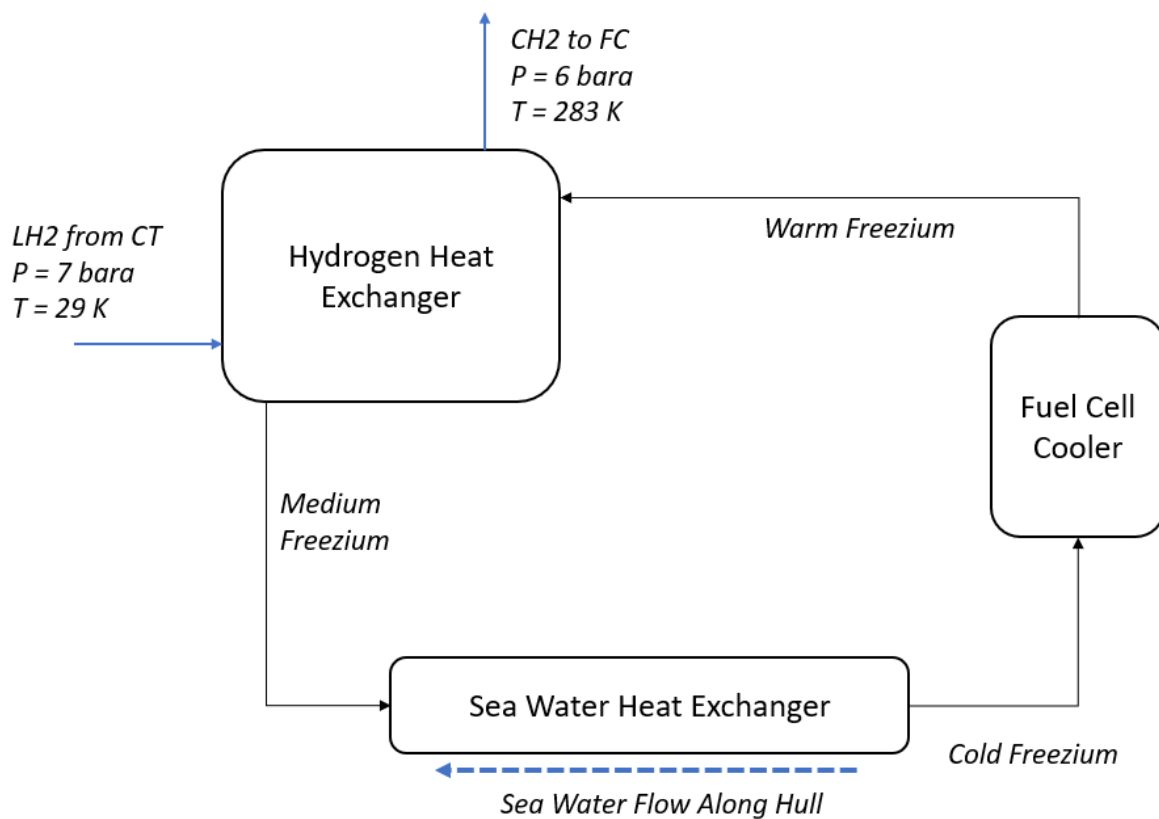 CH2 to FC
P = 6 bara
T = 283 K
LH2 from CT
P = 7 bara
T = 29 K
Hydrogen Heat
Exchanger
Warm Freezium
Fuel Cell
Cooler
Medium
Freezium
Sea Water Heat Exchanger
Cold Freezium
Sea Water Flow Along Hull